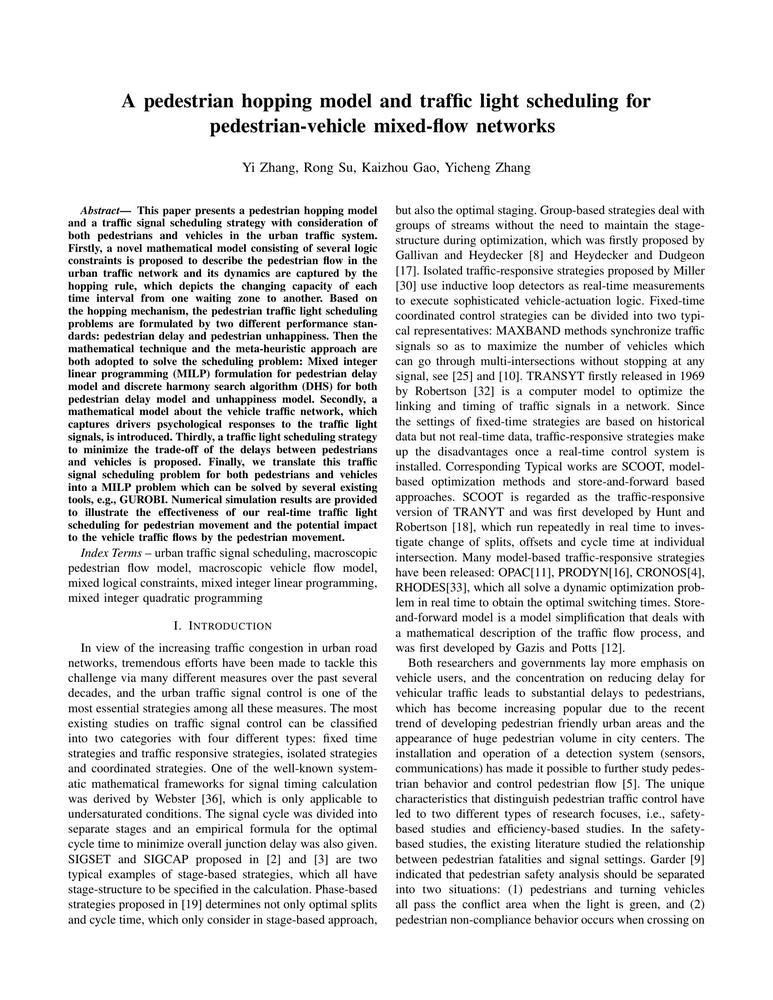 A pedestrian hopping model and traffic light scheduling for
pedestrian-vehicle mixed-flow networks
Yi Zhang, Rong Su, Kaizhou Gao, Yicheng Zhang
Abstract— This paper presents a pedestrian hopping model
and a traffic signal scheduling strategy with consideration of
both pedestrians and vehicles in the urban traffic system.
Firstly, a novel mathematical model consisting of several logic
constraints is proposed to describe the pedestrian flow in the
urban traffic network and its dynamics are captured by the
hopping rule, which depicts the changing capacity of each
time interval from one waiting zone to another. Based on
the hopping mechanism, the pedestrian traffic light scheduling
problems are formulated by two different performance stan-
dards: pedestrian delay and pedestrian unhappiness. Then the
mathematical technique and the meta-heuristic approach are
both adopted to solve the scheduling problem: Mixed integer
linear programming (MILP) formulation for pedestrian delay
model and discrete harmony search algorithm (DHS) for both
pedestrian delay model and unhappiness model. Secondly, a
mathematical model about the vehicle traffic network, which
captures drivers psychological responses to the traffic light
signals, is introduced. Thirdly, a traffic light scheduling strategy
to minimize the trade-off of the delays between pedestrians
and vehicles is proposed. Finally, we translate this traffic
signal scheduling problem for both pedestrians and vehicles
into a MILP problem which can be solved by several existing
tools, e.g., GUROBI. Numerical simulation results are provided
to illustrate the effectiveness of our real-time traffic light
scheduling for pedestrian movement and the potential impact
to the vehicle traffic flows by the pedestrian movement.
Index Terms – urban traffic signal scheduling, macroscopic
pedestrian flow model, macroscopic vehicle flow model,
mixed logical constraints, mixed integer linear programming,
mixed integer quadratic programming
I. INTRODUCTION
In view of the increasing traffic congestion in urban road
networks, tremendous efforts have been made to tackle this
challenge via many different measures over the past several
decades, and the urban traffic signal control is one of the
most essential strategies among all these measures. The most
existing studies on traffic signal control can be classified
into two categories with four different types: fixed time
strategies and traffic responsive strategies, isolated strategies
and coordinated strategies. One of the well-known system-
atic mathematical frameworks for signal timing calculation
was derived by Webster [36], which is only applicable to
undersaturated conditions. The signal cycle was divided into
separate stages and an empirical formula for the optimal
cycle time to minimize overall junction delay was also given.
SIGSET and SIGCAP proposed in [2] and [3] are two
typical examples of stage-based strategies, which all have
stage-structure to be specified in the calculation. Phase-based
strategies proposed in [19] determines not only optimal splits
and cycle time, which only consider in stage-based approach,
but also the optimal staging. Group-based strategies deal with
groups of streams without the need to maintain the stage-
structure during optimization, which was firstly proposed by
Gallivan and Heydecker [8] and Heydecker and Dudgeon
[17]. Isolated traffic-responsive strategies proposed by Miller
[30] use inductive loop detectors as real-time measurements
to execute sophisticated vehicle-actuation logic. Fixed-time
coordinated control strategies can be divided into two typi-
cal representatives: MAXBAND methods synchronize traffic
signals so as to maximize the number of vehicles which
can go through multi-intersections without stopping at any
signal, see [25] and [10]. TRANSYT firstly released in 1969
by Robertson [32] is a computer model to optimize the
linking and timing of traffic signals in a network. Since
the settings of fixed-time strategies are based on historical
data but not real-time data, traffic-responsive strategies make
up the disadvantages once a real-time control system is
installed. Corresponding Typical works are SCOOT, model-
based optimization methods and store-and-forward based
approaches. SCOOT is regarded as the traffic-responsive
version of TRANYT and was first developed by Hunt and
Robertson [18], which run repeatedly in real time to inves-
tigate change of splits, offsets and cycle time at individual
intersection. Many model-based traffic-responsive strategies
have been released: OPAC[11], PRODYN[16], CRONOS[4],
RHODES[33], which all solve a dynamic optimization prob-
lem in real time to obtain the optimal switching times. Store-
and-forward model is a model simplification that deals with
a mathematical description of the traffic flow process, and
was first developed by Gazis and Potts [12].
Both researchers and governments lay more emphasis on
vehicle users, and the concentration on reducing delay for
vehicular traffic leads to substantial delays to pedestrians,
which has become increasing popular due to the recent
trend of developing pedestrian friendly urban areas and the
appearance of huge pedestrian volume in city centers. The
installation and operation of a detection system (sensors,
communications) has made it possible to further study pedes-
trian behavior and control pedestrian flow [5]. The unique
characteristics that distinguish pedestrian traffic control have
led to two different types of research focuses, i.e., safety-
based studies and efficiency-based studies. In the safety-
based studies, the existing literature studied the relationship
between pedestrian fatalities and signal settings. Garder [9]
indicated that pedestrian safety analysis should be separated
into two situations: (1) pedestrians and turning vehicles
all pass the conflict area when the light is green, and (2)
pedestrian non-compliance behavior occurs when crossing on